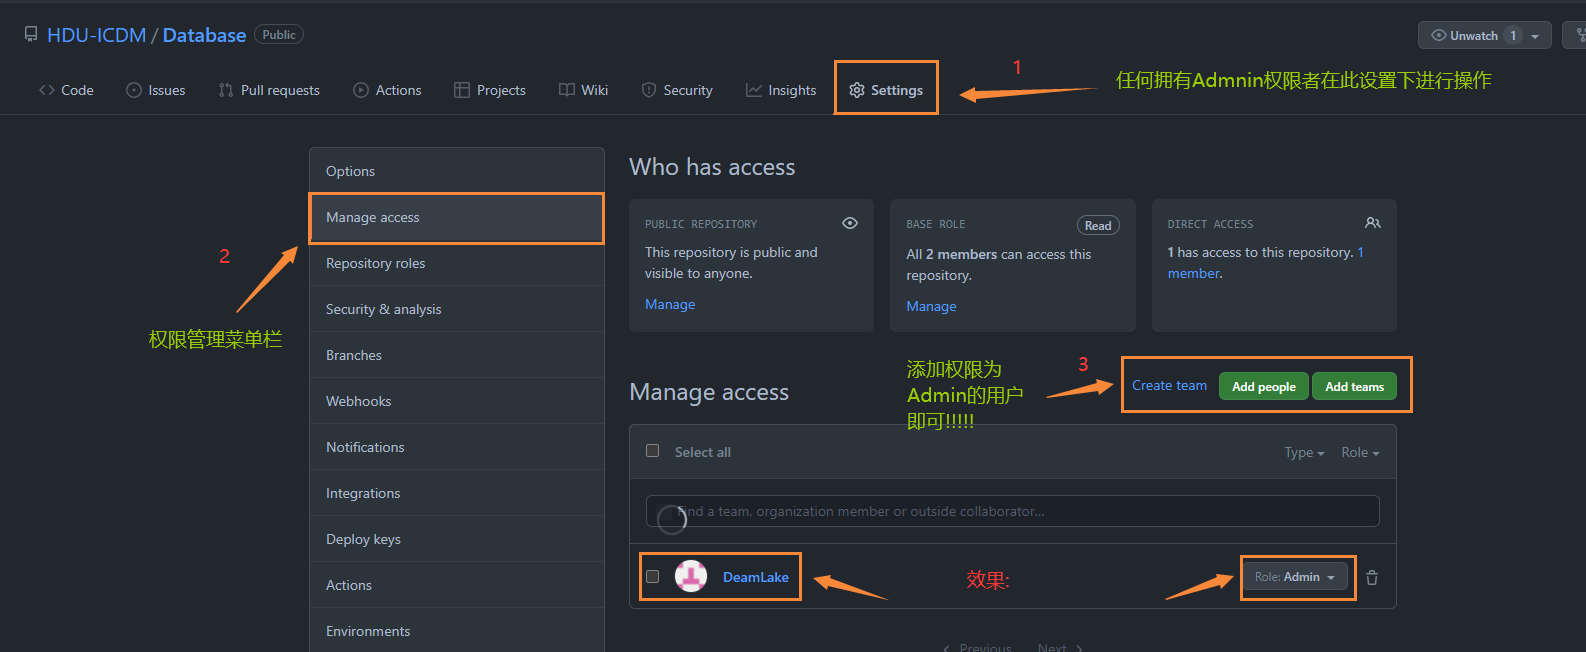 HDU-ICDM / Database Public
Unwatch 1
Code Issues Pull requests Actions Projects Wiki Security Insights Settings
1
任何拥有Admnin权限者在此设置下进行操作
Options
Manage access
Repository roles
Security & analysis
Branches
Webhooks
Notifications
Integrations
Deploy keys
Actions
Environments
2
权限管理菜单栏
Who has access
PUBLIC REPOSITORY
This repository is public and
visible to anyone.
Manage
BASE ROLE Read
All 2 members can access this
repository.
Manage
DIRECT ACCESS
1 has access to this repository. 1
member.
Manage access
添加权限为
Admin的用户
即可!!!!!
3
Create team Add people Add teams
Select all Type Role
Find a team, organization member or outside collaborator...
DeamLake
效果:
Role: Admin
Previous Next